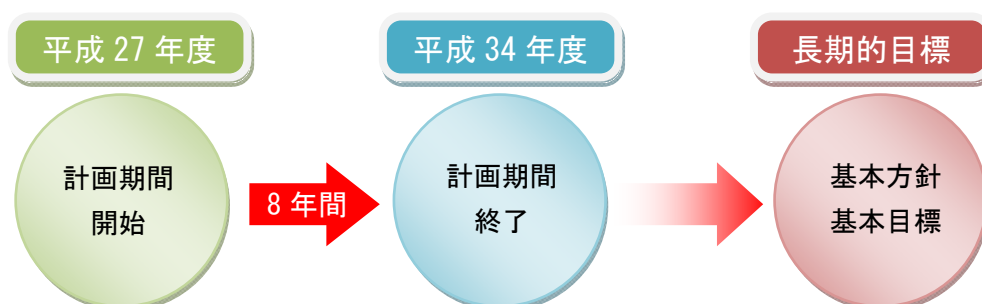 平成 27 年度
平成 34 年度
長期的目標
計画期間
開始
8 年間
計画期間
終了
基本方針
基本目標